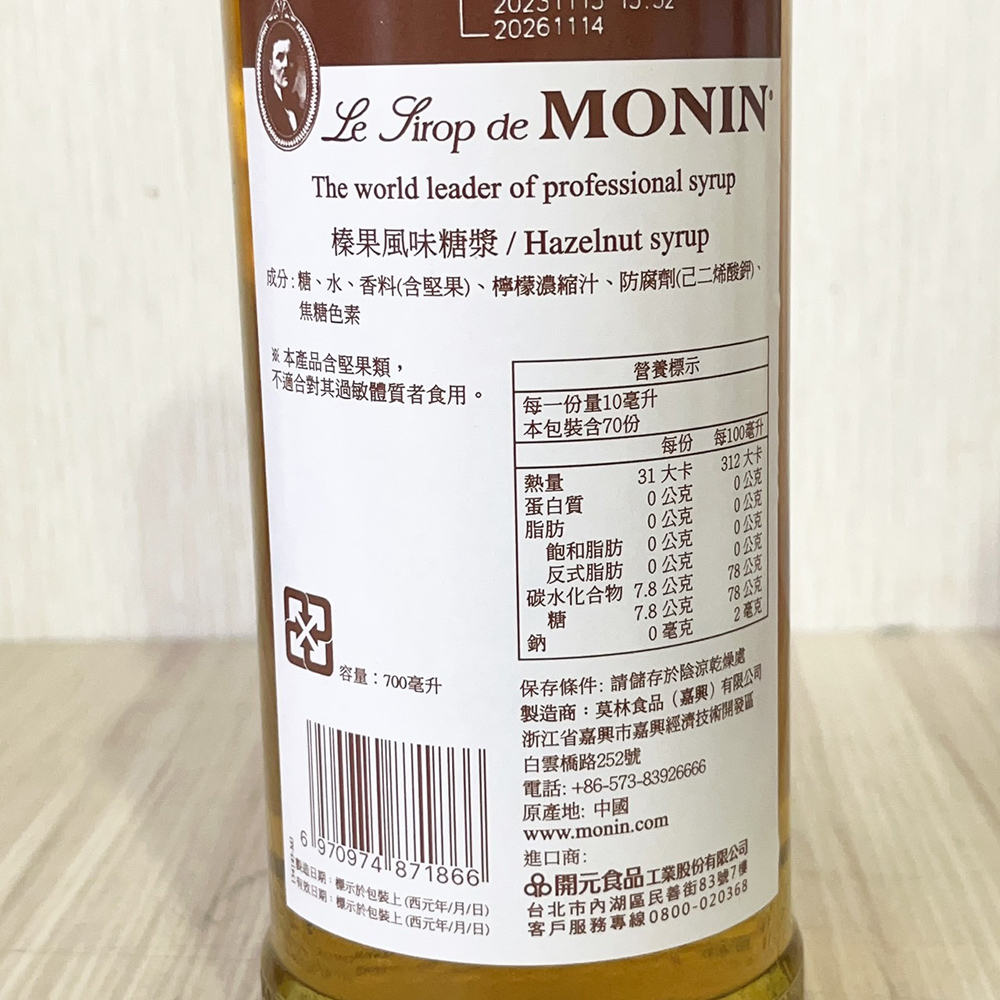 20261114
Le Sirop de MONIN
The world leader of professional syrup
榛果風味糖漿 / Hazelnut syrup
成分: 糖、水、香料(含堅果)、檸檬濃縮汁、防腐劑(己二烯酸鉀)、
焦糖色素
※本產品含堅果類，
不適合對其過敏體質者食用。
營養標示
每一份量10毫升
本包裝含70份
每份 每100毫升
熱量 31 大卡 312 大卡
蛋白質 0 公克 0 公克
脂肪 0 公克 0 公克
飽和脂肪 0 公克 0 公克
反式脂肪 0 公克 0 公克
碳水化合物 7.8 公克 78 公克
糖 7.8 公克 78 公克
鈉 0 毫克 2 毫克
容量：700毫升
保存條件: 請儲存於陰涼乾燥處
製造商：莫林食品（嘉興）有限公司
浙江省嘉興市嘉興經濟技術開發區
白雲橋路252號
電話: +86-573-83926666
原產地: 中國
www.monin.com
進口商:
開元食品工業股份有限公司
台北市內湖區民善街83號7樓
客戶服務專線0800-020368
6 970974 871866
製造日期：標示於包裝上 (西元年/月/日)
有效日期：標示於包裝上 (西元年/月/日)